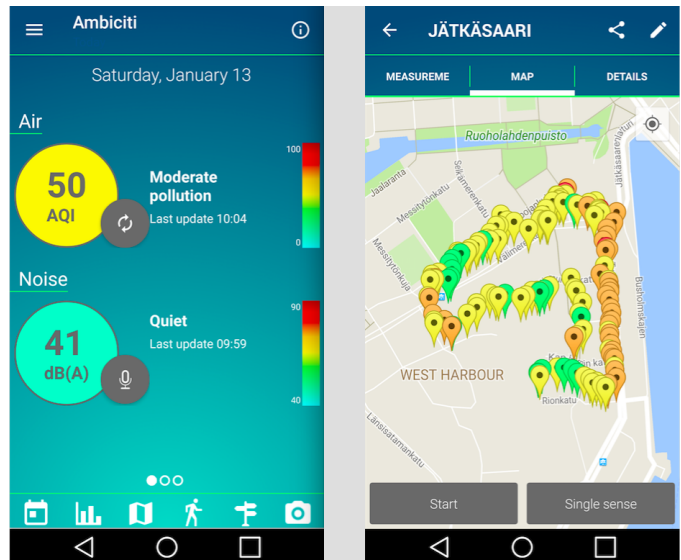 Ambiciti
Saturday, January 13
Air
100
50
AQI
Moderate
pollution
Last update 10:04
0
Noise
90
41
dB(A)
Quiet
Last update 09:59
40
JÄTKÄSAARI
MEASUREME
MAP
DETAILS
Ruoholahdenpuisto
Jaalaranta
Messitytönkatu
Selkämerenkatu
Messitytönkuja
Busholmskajen
WEST HARBOUR
Rionkatu
Länsisatamankatu
Start
Single sense